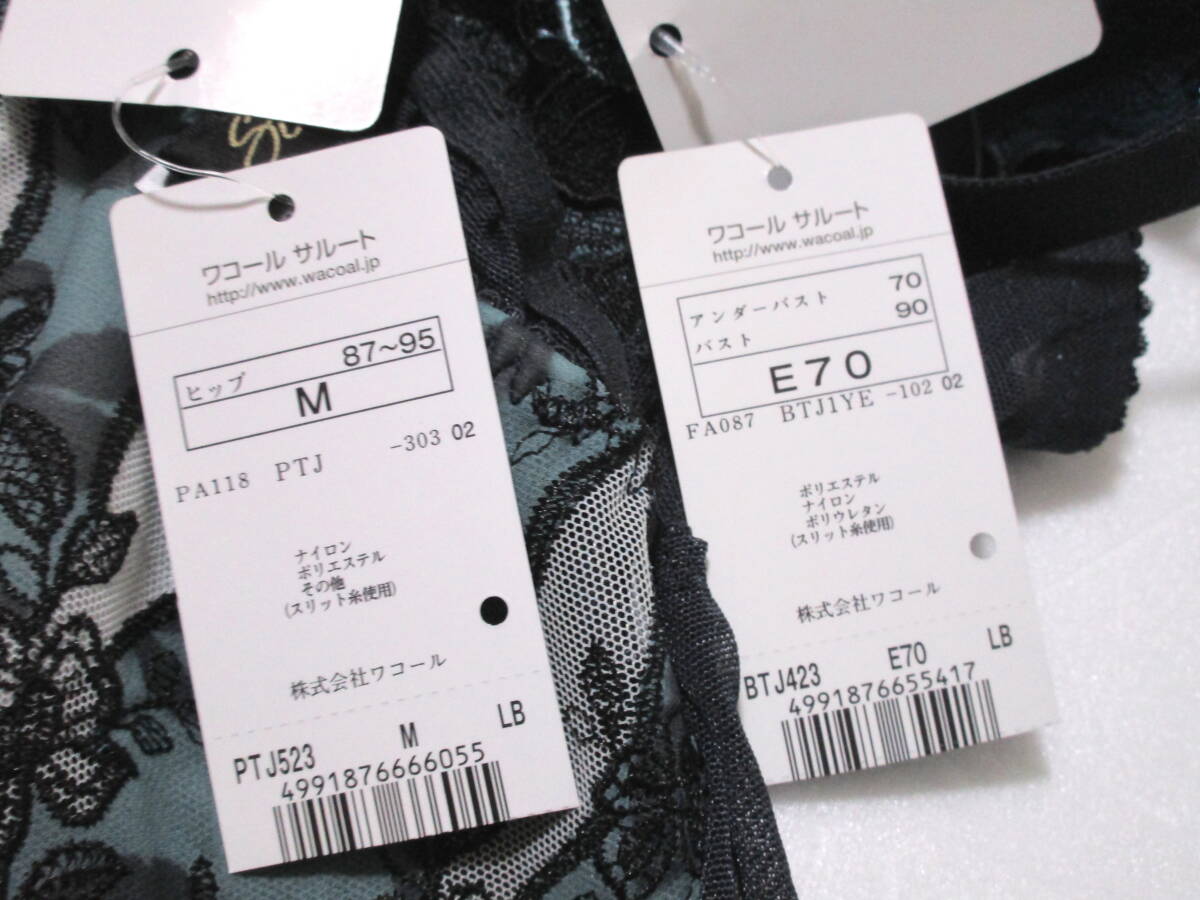 ワコール サルート
http://www.wacoal.jp
ヒップ 87~95
M
PA118 PTJ -303 02
ナイロン
ポリエステル
その他
(スリット糸使用)
株式会社ワコール
PTJ523 M LB
4991876666055
ワコール サルート
http://www.wacoal.jp
アンダーバスト 70
バスト 90
E70
FA087 BTJ1YE -102 02
ポリエステル
ナイロン
ポリウレタン
(スリット糸使用)
株式会社ワコール
BTJ423 E70 LB
4991876655417